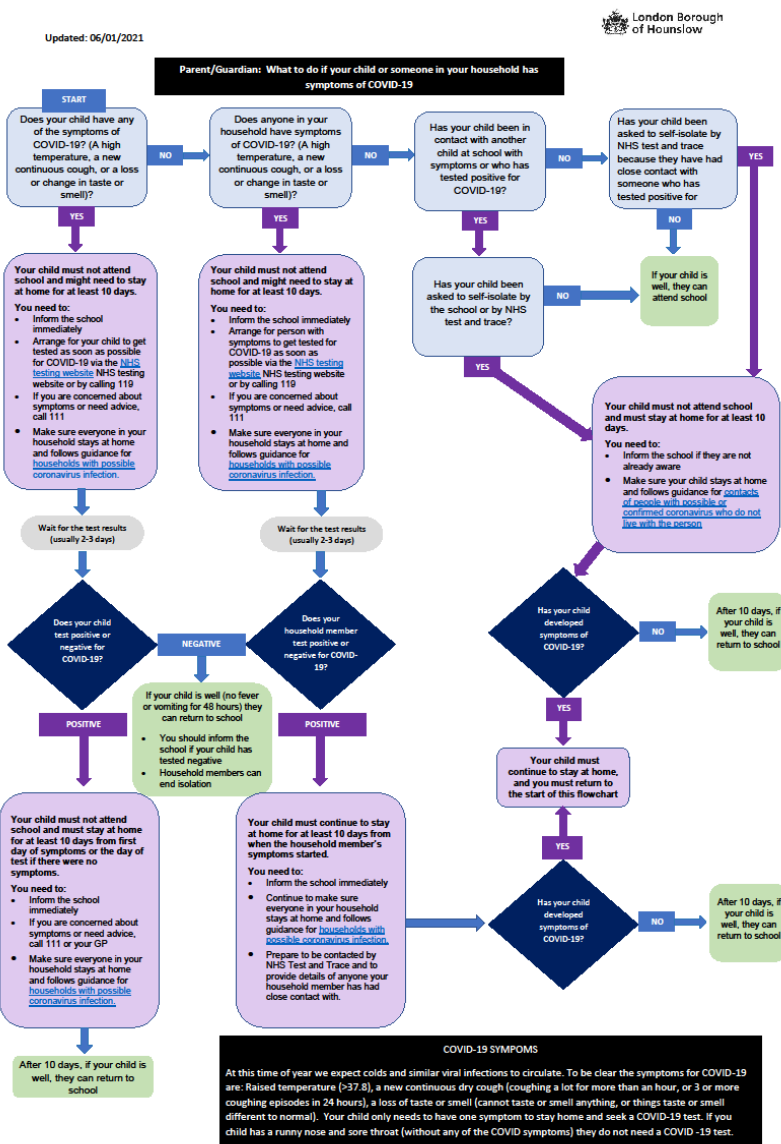 London Borough
of Hounslow
Updated: 06/01/2021
Parent/Guardian: What to do if your child or someone in your household has
symptoms of COVID-19
START
Does your child have any
of the symptoms of
COVID-19? (A high
temperature, a new
continuous cough, or a loss
or change in taste or
smell)?
NO
Does anyone in your
household have symptoms
of COVID-19? (A high
temperature, a new
continuous cough, or a loss
or change in taste or
smell)?
NO
Has your child been in
contact with another
child at school with
symptoms or who has
tested positive for
COVID-19?
NO
Has your child been
asked to self-isolate by
NHS test and trace
because they have had
close contact with
someone who has
tested positive for
YES
YES
YES
YES
NO
Your child must not attend
school and might need to stay
at home for at least 10 days.
You need to:
• Inform the school
immediately
• Arrange for your child to get
tested as soon as possible
for COVID-19 via the NHS
testing website NHS testing
website or by calling 119
• If you are concerned about
symptoms or need advice,
call 111
• Make sure everyone in your
household stays at home
and follows guidance for
households with possible
coronavirus infection.
Your child must not attend
school and might need to stay at
home for at least 10 days.
You need to:
• Inform the school immediately
• Arrange for person with
symptoms to get tested for
COVID-19 as soon as
possible via the NHS testing
website NHS testing website
or by calling 119
• If you are concerned about
symptoms or need advice, call
111
• Make sure everyone in your
household stays at home and
follows guidance for
households with possible
coronavirus infection.
Has your child been
asked to self-isolate by
the school or by NHS
test and trace?
NO
If your child is
well, they can
attend school
YES
Your child must not attend school
and must stay at home for at least 10
days.
You need to:
• Inform the school if they are not
already aware
• Make sure your child stays at home
and follows guidance for contacts
of people with possible or
confirmed coronavirus who do not
live with the person
Wait for the test results
(usually 2-3 days)
Wait for the test results
(usually 2-3 days)
Does your child
test positive or
negative for
COVID-19?
NEGATIVE
Does your
household member
test positive or
negative for COVID-
19?
Has your child
developed
symptoms of
COVID-19?
NO
After 10 days, if
your child is
well, they can
return to school
If your child is well (no fever
or vomiting for 48 hours) they
can return to school
• You should inform the
school if your child has
tested negative
• Household members can
end isolation
POSITIVE
POSITIVE
YES
Your child must
continue to stay at home,
and you must return to
the start of this flowchart
Your child must not attend
school and must stay at home
for at least 10 days from first
day of symptoms or the day of
test if there were no
symptoms.
You need to:
• Inform the school
immediately
• If you are concerned about
symptoms or need advice,
call 111 or your GP
• Make sure everyone in your
household stays at home
and follows guidance for
households with possible
coronavirus infection.
Your child must continue to stay
at home for at least 10 days from
when the household member's
symptoms started.
You need to:
• Inform the school immediately
• Continue to make sure
everyone in your household
stays at home and follows
guidance for households with
possible coronavirus infection.
• Prepare to be contacted by
NHS Test and Trace and to
provide details of anyone your
household member has had
close contact with.
YES
Has your child
developed
symptoms of
COVID-19?
NO
After 10 days, if
your child is
well, they can
return to school
After 10 days, if your child is
well, they can return to
school
COVID-19 SYMPOMS
At this time of year we expect colds and similar viral infections to circulate. To be clear the symptoms for COVID-19
are: Raised temperature (>37.8), a new continuous dry cough (coughing a lot for more than an hour, or 3 or more
coughing episodes in 24 hours), a loss of taste or smell (cannot taste or smell anything, or things taste or smell
different to normal). Your child only needs to have one symptom to stay home and seek a COVID-19 test. If you
child has a runny nose and sore throat (without any of the COVID symptoms) they do not need a COVID -19 test.